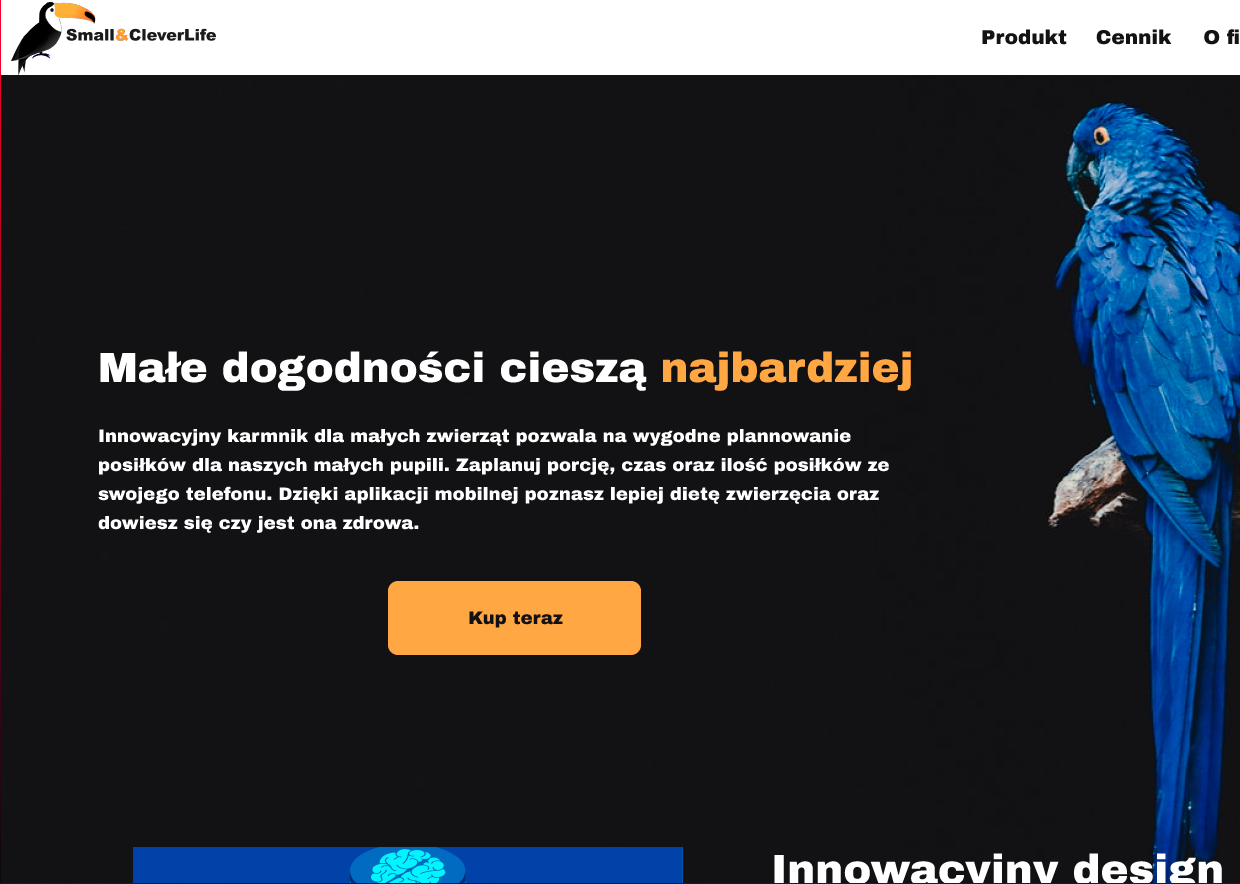 Small&CleverLife
Produkt Cennik O fi
Małe dogodności cieszą najbardziej
Innowacyjny karmnik dla małych zwierząt pozwala na wygodne plannowanie
posiłków dla naszych małych pupili. Zaplanuj porcję, czas oraz ilość posiłków ze
swojego telefonu. Dzięki aplikacji mobilnej poznasz lepiej dietę zwierzęcia oraz
dowiesz się czy jest ona zdrowa.
Kup teraz
Innowacyjny design